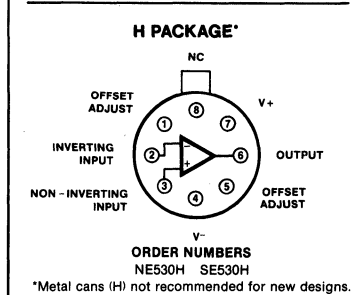 H PACKAGE*
NC
OFFSET
ADJUST
V+
8
1
7
INVERTING
INPUT
2
-
6
OUTPUT
+
NON-INVERTING
INPUT
3
5
OFFSET
ADJUST
4
V-
ORDER NUMBERS
NE530H SE530H
*Metal cans (H) not recommended for new designs.